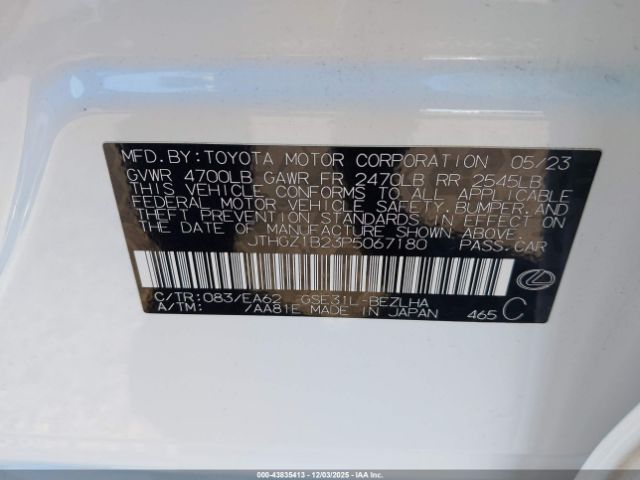 MFD.BY:TOYOTA MOTOR CORPORATION 05/23
GVWR 4700LB GAWR FR 2470LB RR 2545LB
THIS VEHICLE CONFORMS TO ALL APPLICABLE
FEDERAL MOTOR VEHICLE SAFETY, BUMPER, AND
THEFT PREVENTION STANDARDS IN EFFECT ON
THE DATE OF MANUFACTURE SHOWN ABOVE.
JTHGZ1B23P5067180 PASS.CAR
C/TR:083/EA62 GSE31L-BEZLHA
A/TM: /AA81E MADE IN JAPAN 465 C
000-43835413 - 12/03/2025 - IAAI.COM